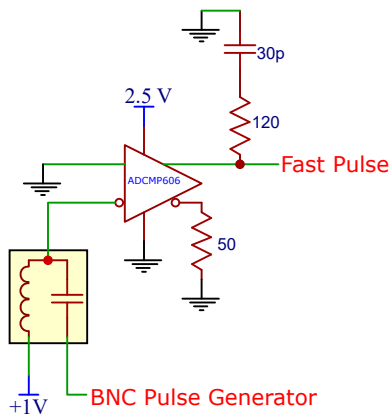 30p
2.5 V
120
ADCMP606
Fast Pulse
50
+1V
BNC Pulse Generator